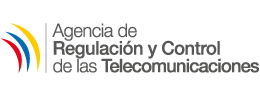 Agencia de
Regulación y Control
de las Telecomunicaciones